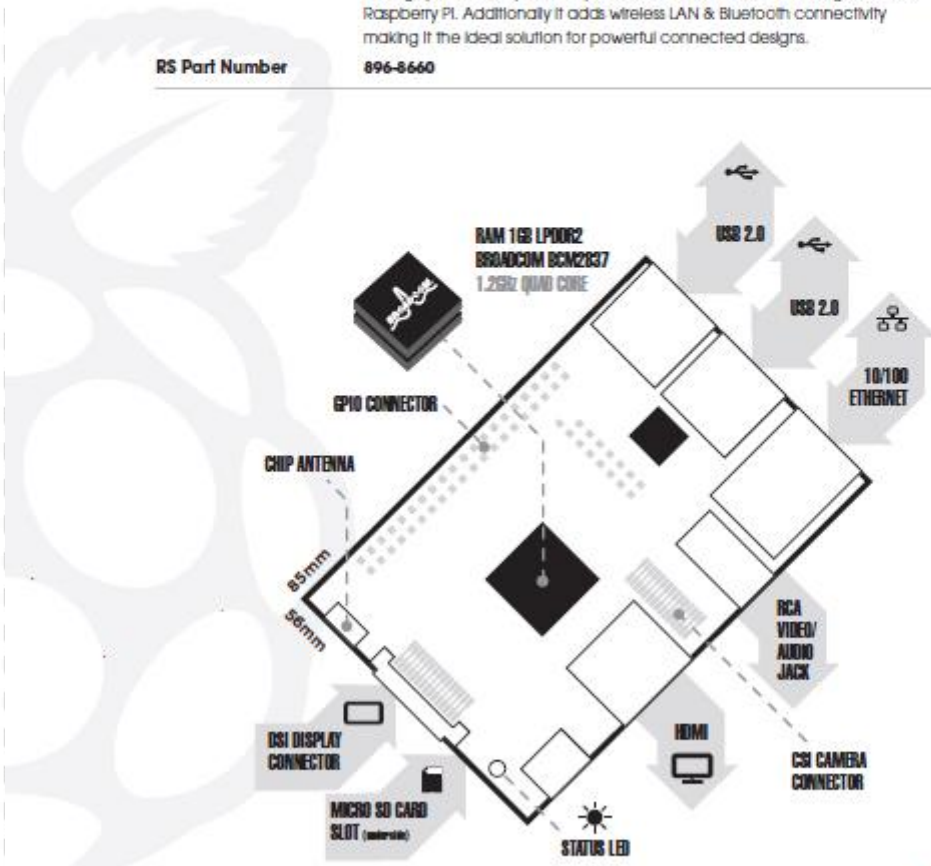 Raspberry Pi. Additionally it adds wireless LAN & Bluetooth connectivity
making it the ideal solution for powerful connected designs.
RS Part Number 896-8660
RAM 1GB LPDDR2
BROADCOM BCM2837
1.2GHz QUAD CORE
USB 2.0
USB 2.0
10/100
ETHERNET
GPIO CONNECTOR
CHIP ANTENNA
85mm
56mm
RCA
VIDEO/
AUDIO
JACK
DSI DISPLAY
CONNECTOR
HDMI
CSI CAMERA
CONNECTOR
MICRO SD CARD
SLOT (underside)
STATUS LED